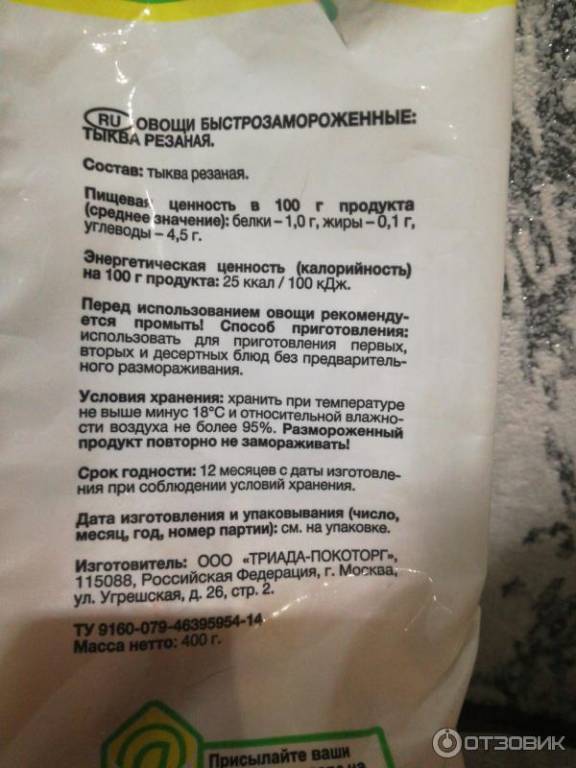 RU ОВОЩИ БЫСТРОЗАМОРОЖЕННЫЕ:
ТЫКВА РЕЗАНАЯ.
Состав: тыква резаная.
Пищевая ценность в 100 г продукта
(среднее значение): белки – 1,0 г, жиры – 0,1 г,
углеводы – 4,5 г.
Энергетическая ценность (калорийность)
на 100 г продукта: 25 ккал / 100 кДж.
Перед использованием овощи рекоменду-
ется промыть! Способ приготовления:
использовать для приготовления первых,
вторых и десертных блюд без предваритель-
ного размораживания.
Условия хранения: хранить при температуре
не выше минус 18°С и относительной влажно-
сти воздуха не более 95%. Размороженный
продукт повторно не замораживать!
Срок годности: 12 месяцев с даты изготовле-
ния при соблюдении условий хранения.
Дата изготовления и упаковывания (число,
месяц, год, номер партии): см. на упаковке.
Изготовитель: ООО «ТРИАДА-ПОКОТОРГ»,
115088, Российская Федерация, г. Москва,
ул. Угрешская, д. 26, стр. 2.
ТУ 9160-079-46395954-14
Масса нетто: 400 г.
Присылайте ваши
на
ОТЗОВИК